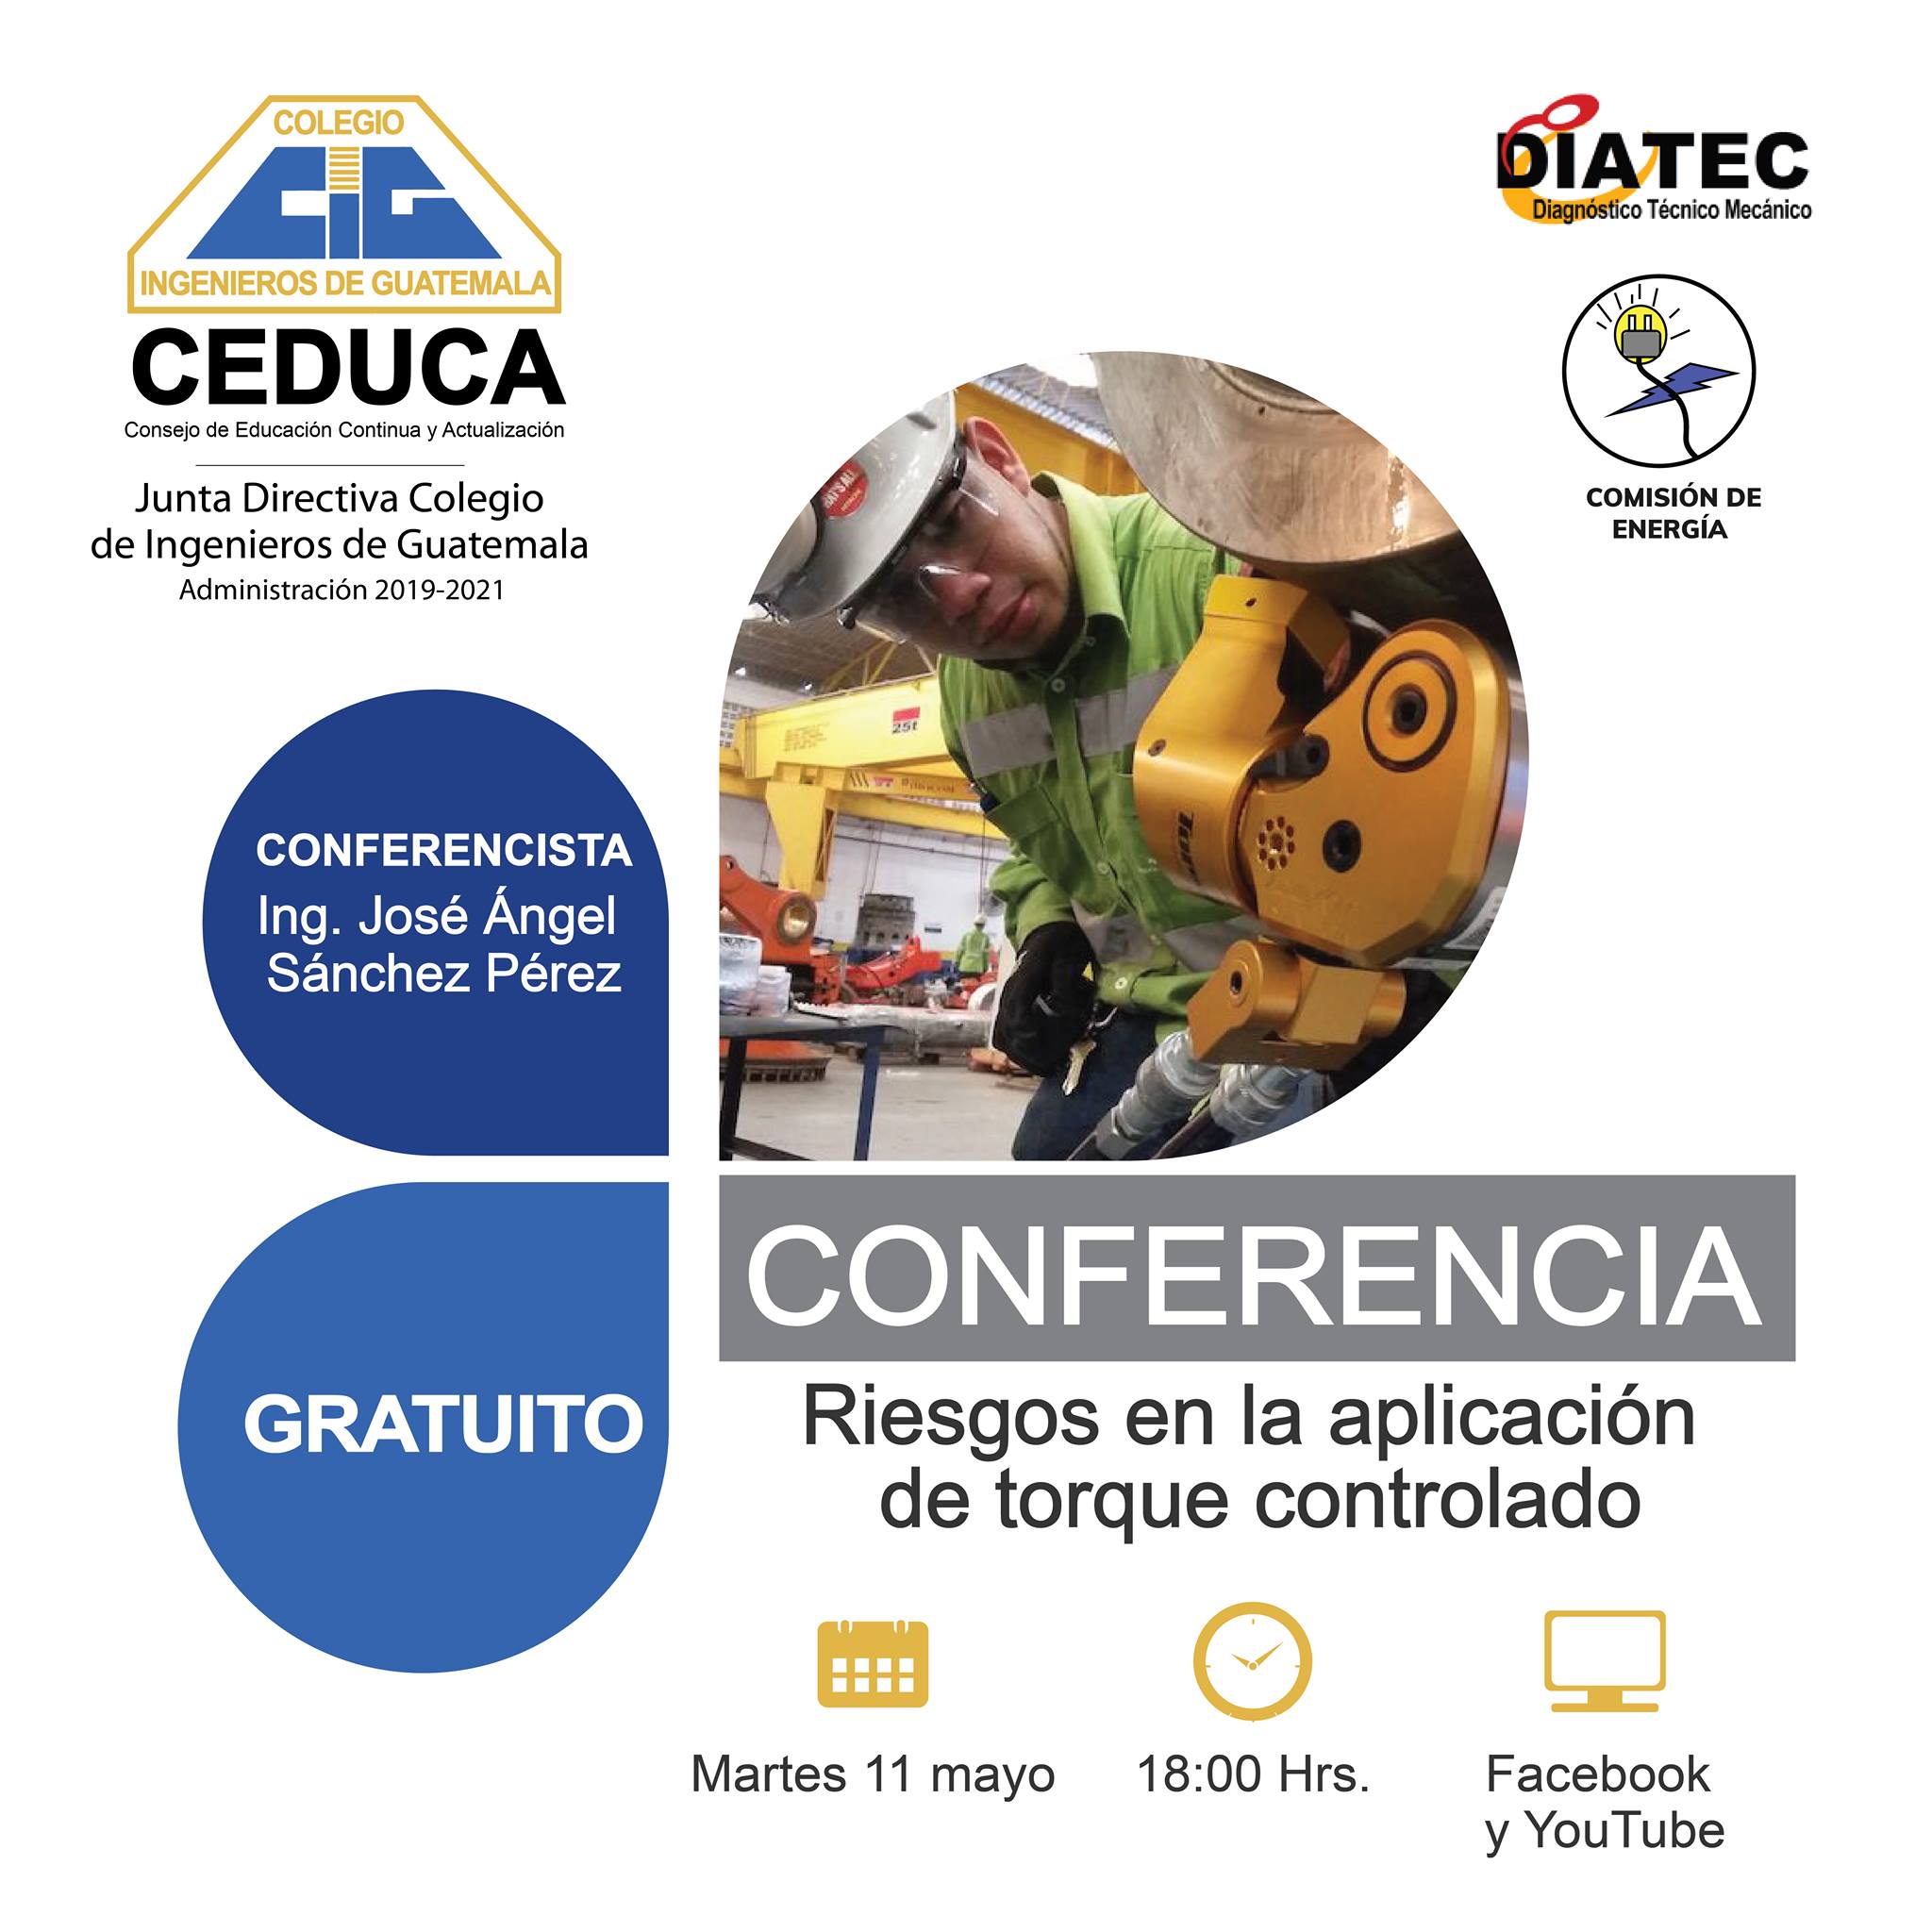 COLEGIO
CIG
INGENIEROS DE GUATEMALA
CEDUCA
Consejo de Educación Continua y Actualización
Junta Directiva Colegio
de Ingenieros de Guatemala
Administración 2019-2021
DIATEC
Diagnóstico Técnico Mecánico
COMISIÓN DE
ENERGÍA
25t
CONFERENCISTA
Ing. José Ángel
Sánchez Pérez
GRATUITO
CONFERENCIA
Riesgos en la aplicación
de torque controlado
Martes 11 mayo
18:00 Hrs.
Facebook
y YouTube